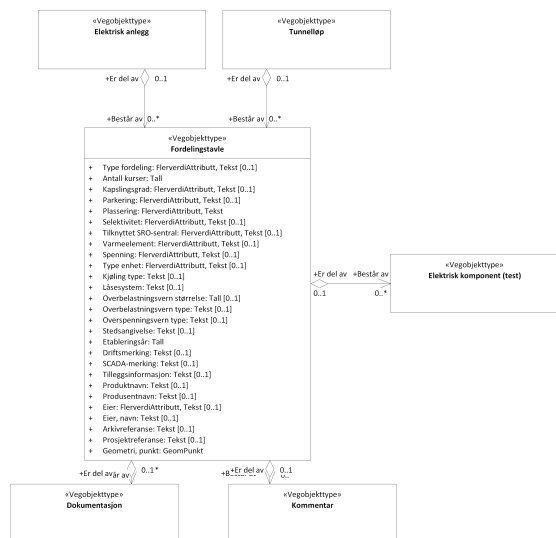 «Vegobjekttype»
Elektrisk anlegg
«Vegobjekttype»
Tunnelløp
+Er del av 0..1
+Er del av 0..1
+Består av 0..*
+Består av 0..*
«Vegobjekttype»
Fordelingstavle
+ Type fordeling: FlerverdiAttributt, Tekst [0..1]
+ Antall kurser: Tall
+ Kapslingsgrad: FlerverdiAttributt, Tekst [0..1]
+ Parkering: FlerverdiAttributt, Tekst [0..1]
+ Plassering: FlerverdiAttributt, Tekst
+ Selektivitet: FlerverdiAttributt, Tekst [0..1]
+ Tilknyttet SRO-sentral: FlerverdiAttributt, Tekst [0..1]
+ Varmeelement: FlerverdiAttributt, Tekst [0..1]
+ Spenning: FlerverdiAttributt, Tekst [0..1]
+ Type enhet: FlerverdiAttributt, Tekst [0..1]
+ Kjøling type: Tekst [0..1]
+ Låsesystem: Tekst [0..1]
+ Overbelastningsvern størrelse: Tall [0..1]
+ Overbelastningsvern type: Tekst [0..1]
+ Overspenningsvern type: Tekst [0..1]
+ Stedsangivelse: Tekst [0..1]
+ Etableringsår: Tall
+ Driftsmerking: Tekst [0..1]
+ SCADA-merking: Tekst [0..1]
+ Tilleggsinformasjon: Tekst [0..1]
+ Produktnavn: Tekst [0..1]
+ Produsentnavn: Tekst [0..1]
+ Eier: FlerverdiAttributt, Tekst [0..1]
+ Eier, navn: Tekst [0..1]
+ Arkivreferanse: Tekst [0..1]
+ Prosjektreferanse: Tekst [0..1]
+ Geometri, punkt: GeomPunkt
+Er del av +Består av
0..1 0..*
«Vegobjekttype»
Elektrisk komponent (test)
+Er del av 0..1*
+Er del av 0..1
«Vegobjekttype»
Dokumentasjon
«Vegobjekttype»
Kommentar